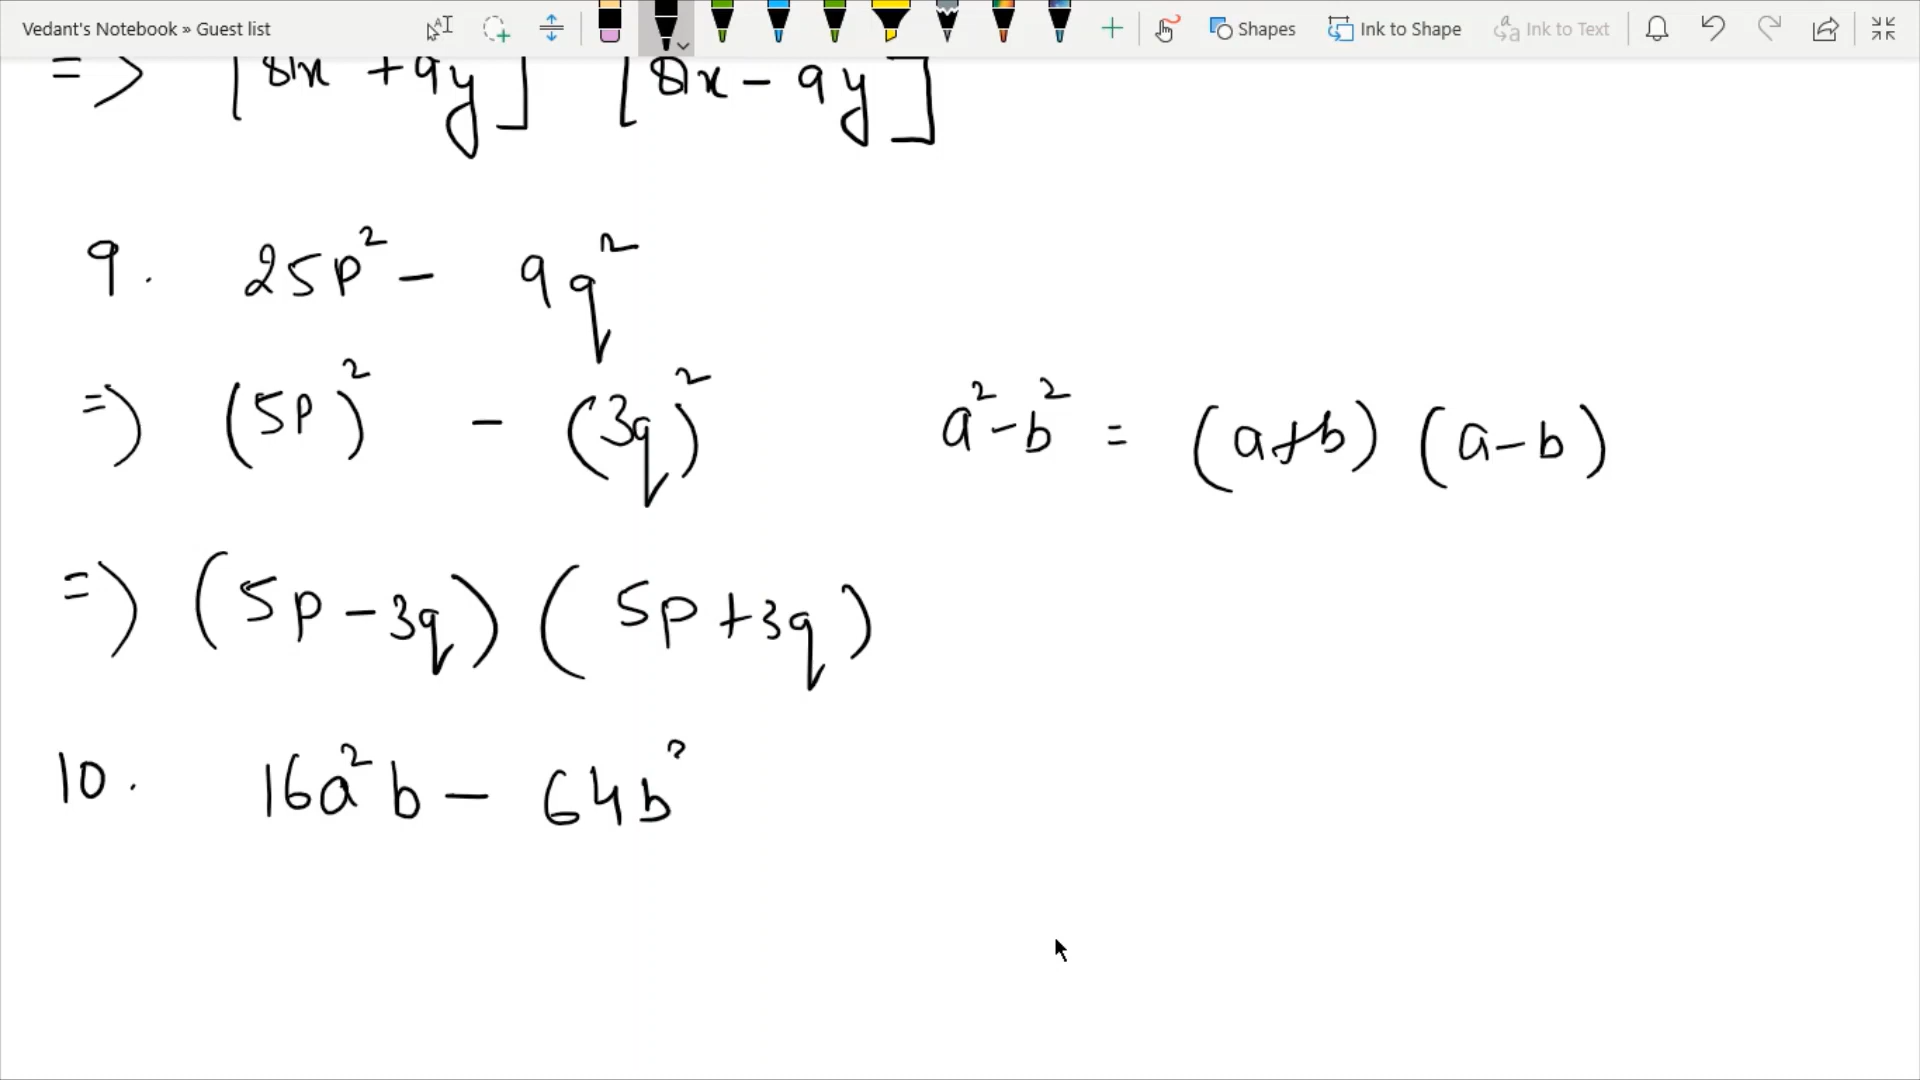 Vedant's Notebook » Guest list
Shapes
Ink to Shape
Ink to Text
=> [8x + 9y] [8x - 9y]
9. 25p² - 9q²
=> (5p)² - (3q)² a² - b² = (a+b) (a-b)
=> (5p - 3q) (5p + 3q)
10. 16a²b - 64b